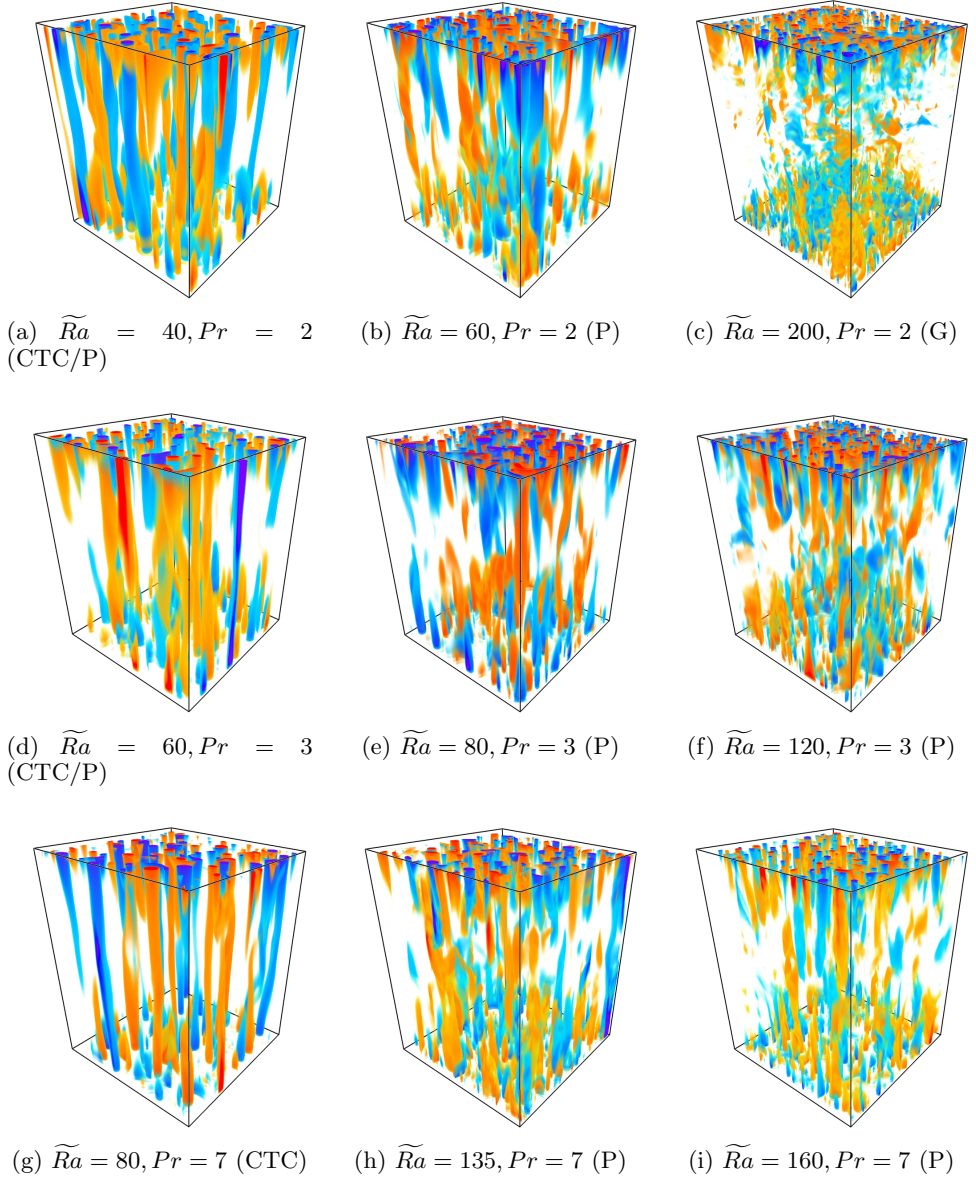 (a) \widetilde{Ra} = 40, Pr = 2
(CTC/P)
(b) \widetilde{Ra} = 60, Pr = 2 (P)
(c) \widetilde{Ra} = 200, Pr = 2 (G)
(d) \widetilde{Ra} = 60, Pr = 3
(CTC/P)
(e) \widetilde{Ra} = 80, Pr = 3 (P)
(f) \widetilde{Ra} = 120, Pr = 3 (P)
(g) \widetilde{Ra} = 80, Pr = 7 (CTC)
(h) \widetilde{Ra} = 135, Pr = 7 (P)
(i) \widetilde{Ra} = 160, Pr = 7 (P)